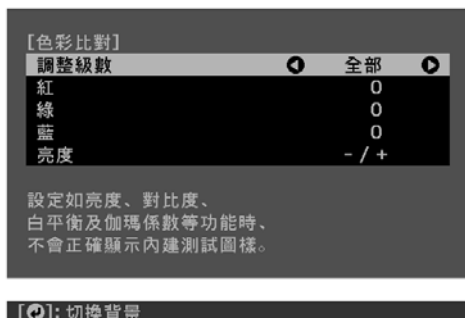 [色彩比對]
調整級數 全部
紅 0
綠 0
藍 0
亮度 - / +
設定如亮度、對比度、
白平衡及伽瑪係數等功能時、
不會正確顯示內建測試圖樣。
[ ]: 切換背景